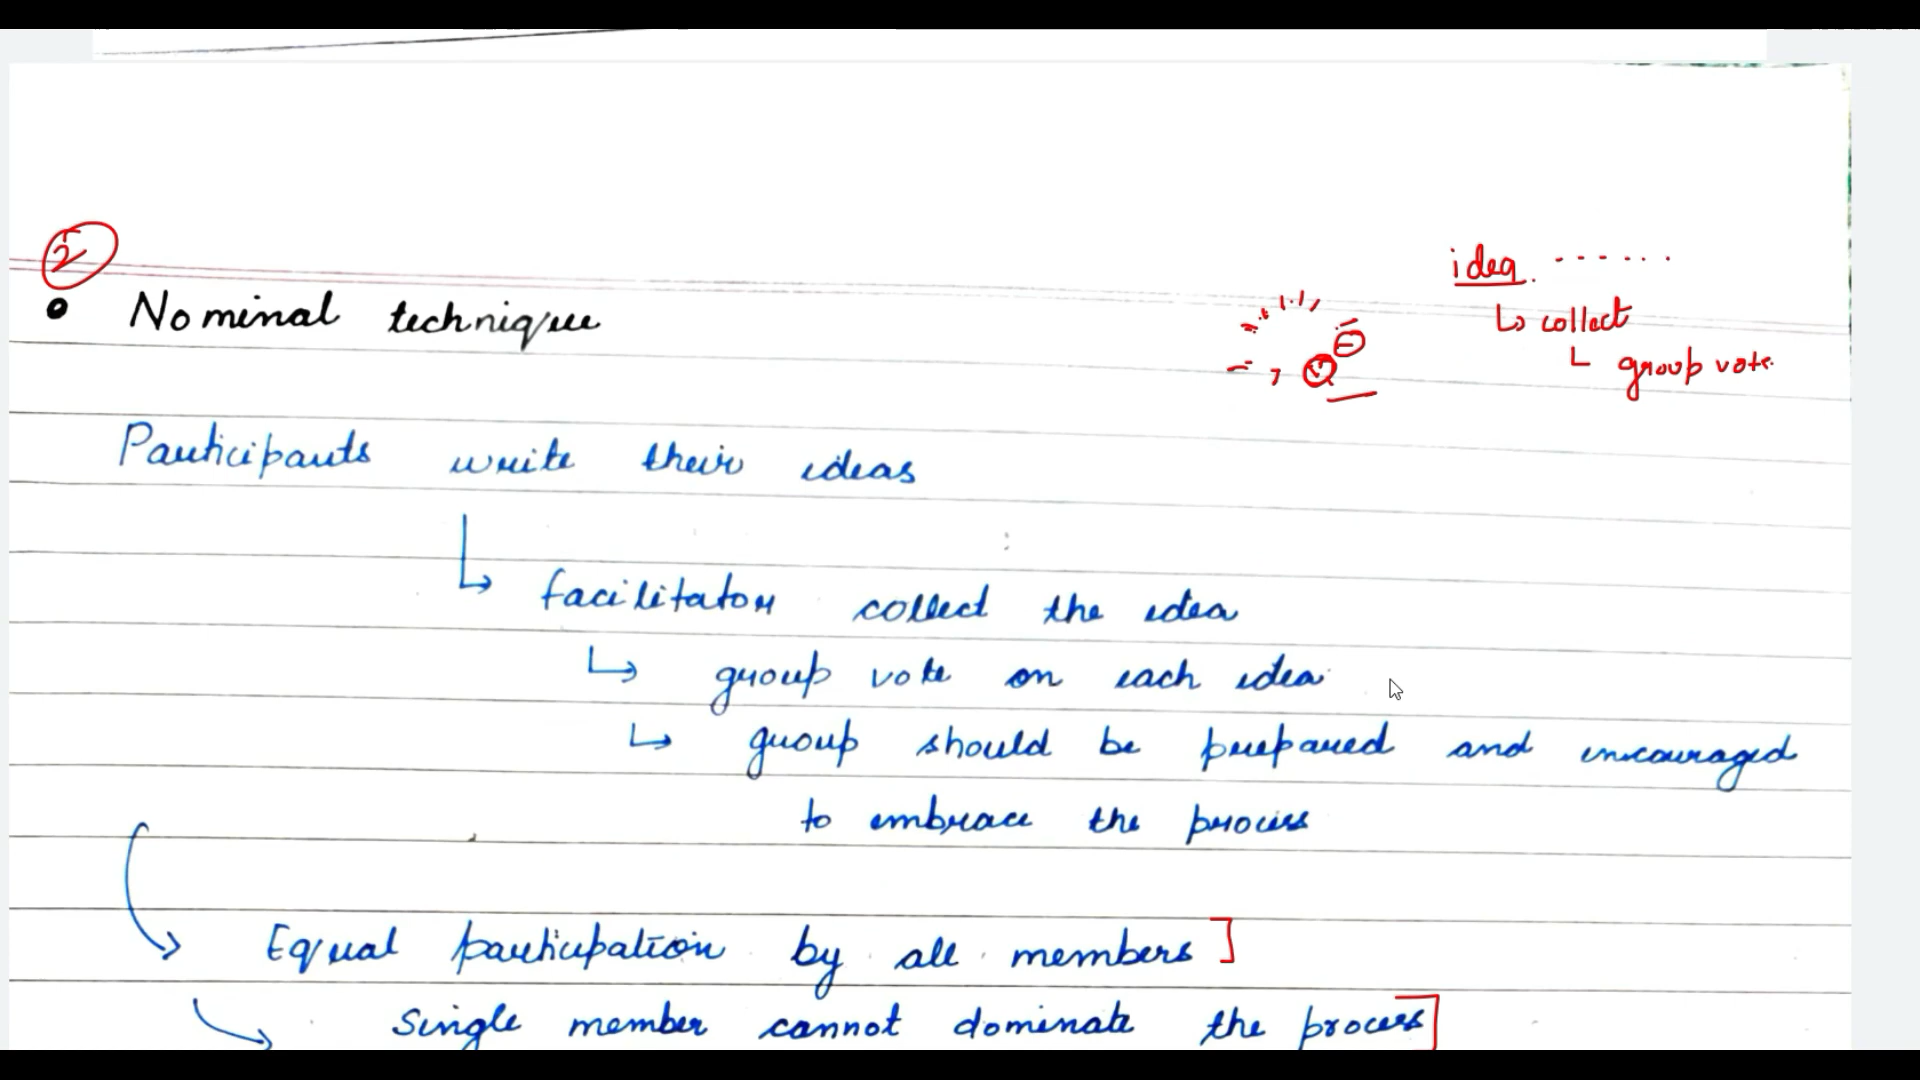 2
idea. .......
↳ collect
└ group vote.
• Nominal technique
Participants write their ideas
↳ facilitator collect the idea
↳ group vote on each idea
↳ group should be prepared and encouraged
to embrace the process
Equal participation by all members ]
Single member cannot dominate the process]